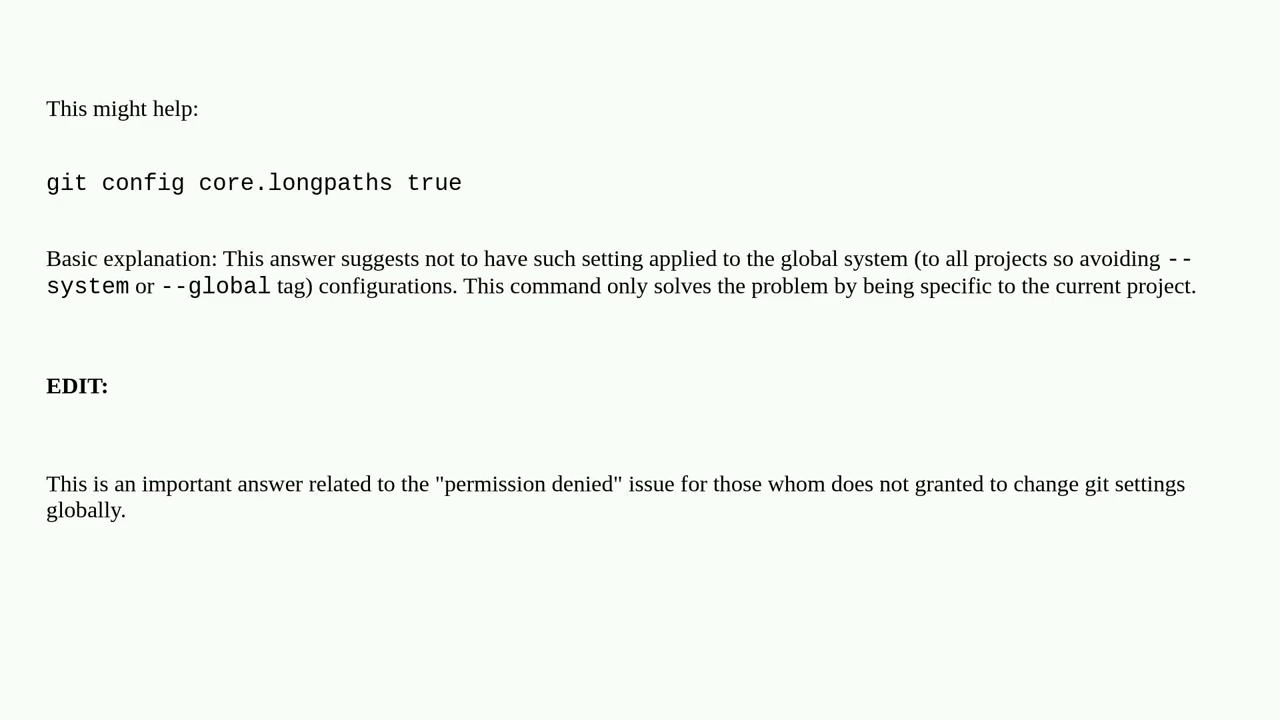 This might help:
git config core.longpaths true
Basic explanation: This answer suggests not to have such setting applied to the global system (to all projects so avoiding --
system or --global tag) configurations. This command only solves the problem by being specific to the current project.
EDIT:
This is an important answer related to the "permission denied" issue for those whom does not granted to change git settings
globally.